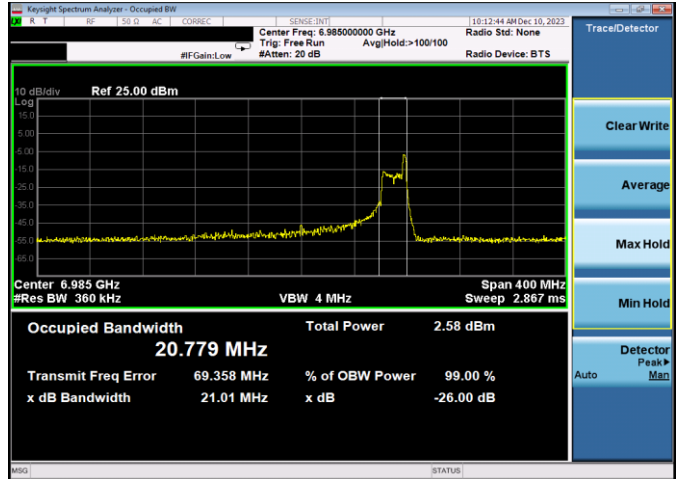 Keysight Spectrum Analyzer - Occupied BW
R T RF 50 Ω AC CORREC SENSE:INT 10:12:44 AM Dec 10, 2023
Center Freq: 6.985000000 GHz Radio Std: None
Trig: Free Run Avg|Hold:>100/100
#IFGain:Low #Atten: 20 dB Radio Device: BTS
Trace/Detector
10 dB/div Ref 25.00 dBm
Log
15.0
5.00
-5.00
-15.0
-25.0
-35.0
-45.0
-55.0
-65.0
Center 6.985 GHz Span 400 MHz
#Res BW 360 kHz VBW 4 MHz Sweep 2.867 ms
Occupied Bandwidth Total Power 2.58 dBm
20.779 MHz
Transmit Freq Error 69.358 MHz % of OBW Power 99.00 %
x dB Bandwidth 21.01 MHz x dB -26.00 dB
Clear Write
Average
Max Hold
Min Hold
Detector
Peak▶
Auto Man
MSG STATUS